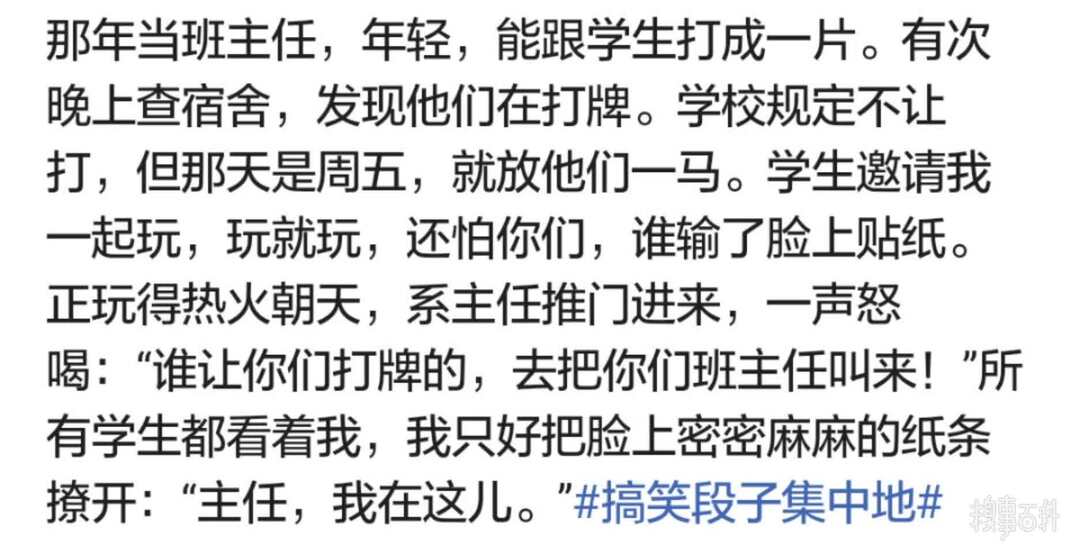 那年当班主任，年轻，能跟学生打成一片。有次
晚上查宿舍，发现他们在打牌。学校规定不让
打，但那天是周五，就放他们一马。学生邀请我
一起玩，玩就玩，还怕你们，谁输了脸上贴纸。
正玩得热火朝天，系主任推门进来，一声怒
喝：“谁让你们打牌的，去把你们班主任叫来！”所
有学生都看着我，我只好把脸上密密麻麻的纸条
撩开：“主任，我在这儿。”#搞笑段子集中地#